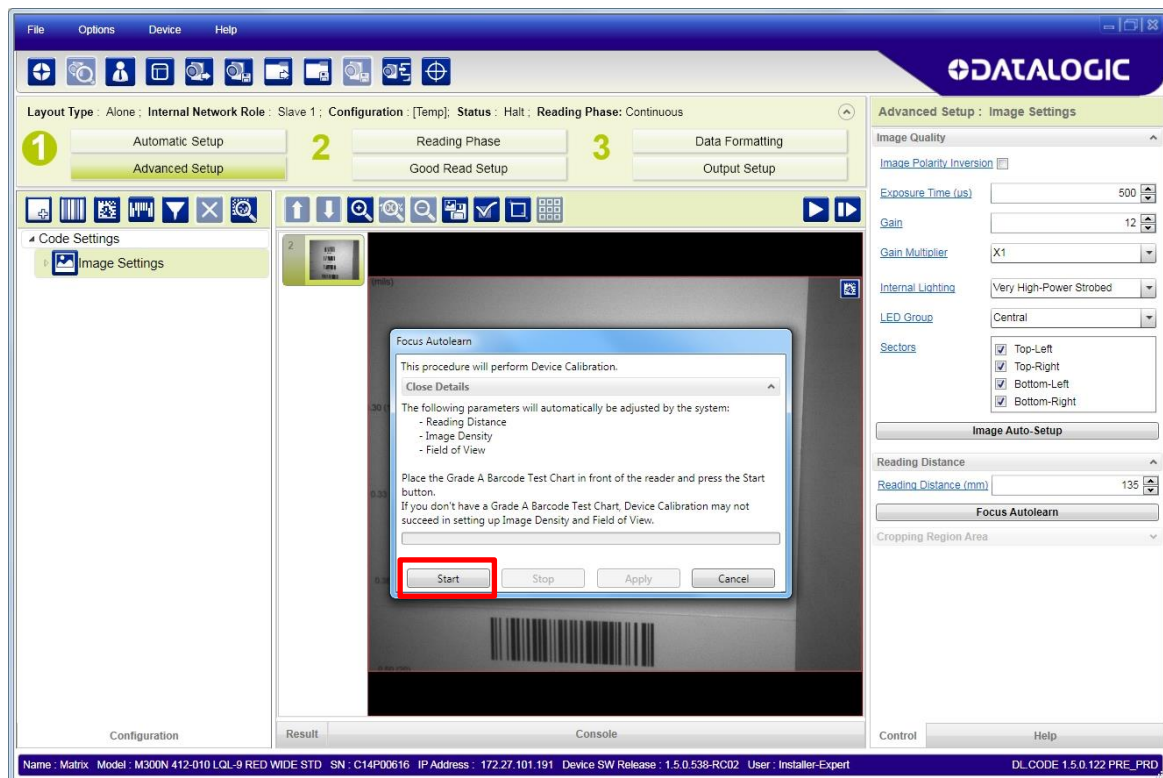 File Options Device Help
DATALOGIC
Layout Type : Alone ; Internal Network Role : Slave 1 ; Configuration : [Temp]; Status : Halt ; Reading Phase: Continuous
1 Automatic Setup
Advanced Setup
2 Reading Phase
Good Read Setup
3 Data Formatting
Output Setup
Code Settings
Image Settings
100%
2
(mils)
Focus Autolearn
This procedure will perform Device Calibration.
Close Details
The following parameters will automatically be adjusted by the system:
- Reading Distance
- Image Density
- Field of View
Place the Grade A Barcode Test Chart in front of the reader and press the Start
button.
If you don't have a Grade A Barcode Test Chart, Device Calibration may not
succeed in setting up Image Density and Field of View.
Start Stop Apply Cancel
Advanced Setup : Image Settings
Image Quality
Image Polarity Inversion
Exposure Time (us) 500
Gain 12
Gain Multiplier X1
Internal Lighting Very High-Power Strobed
LED Group Central
Sectors Top-Left
Top-Right
Bottom-Left
Bottom-Right
Image Auto-Setup
Reading Distance
Reading Distance (mm) 135
Focus Autolearn
Cropping Region Area
Configuration
Result Console
Control Help
Name : Matrix Model : M300N 412-010 LQL-9 RED WIDE STD SN : C14P00616 IP Address : 172.27.101.191 Device SW Release : 1.5.0.538-RC02 User : Installer-Expert DL.CODE 1.5.0.122 PRE_PRD